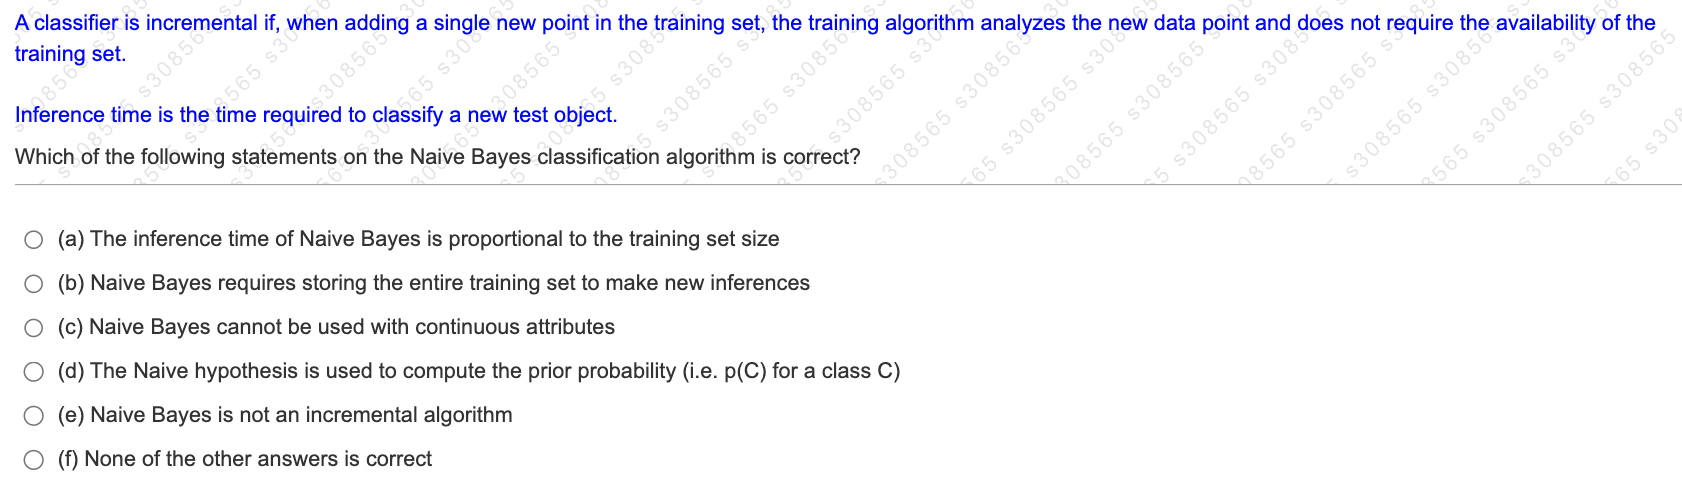 A classifier is incremental if, when adding a single new point in the training set, the training algorithm analyzes the new data point and does not require the availability of the
training set.
Inference time is the time required to classify a new test object.
Which of the following statements on the Naive Bayes classification algorithm is correct?
(a) The inference time of Naive Bayes is proportional to the training set size
(b) Naive Bayes requires storing the entire training set to make new inferences
(c) Naive Bayes cannot be used with continuous attributes
(d) The Naive hypothesis is used to compute the prior probability (i.e. p(C) for a class C)
(e) Naive Bayes is not an incremental algorithm
(f) None of the other answers is correct